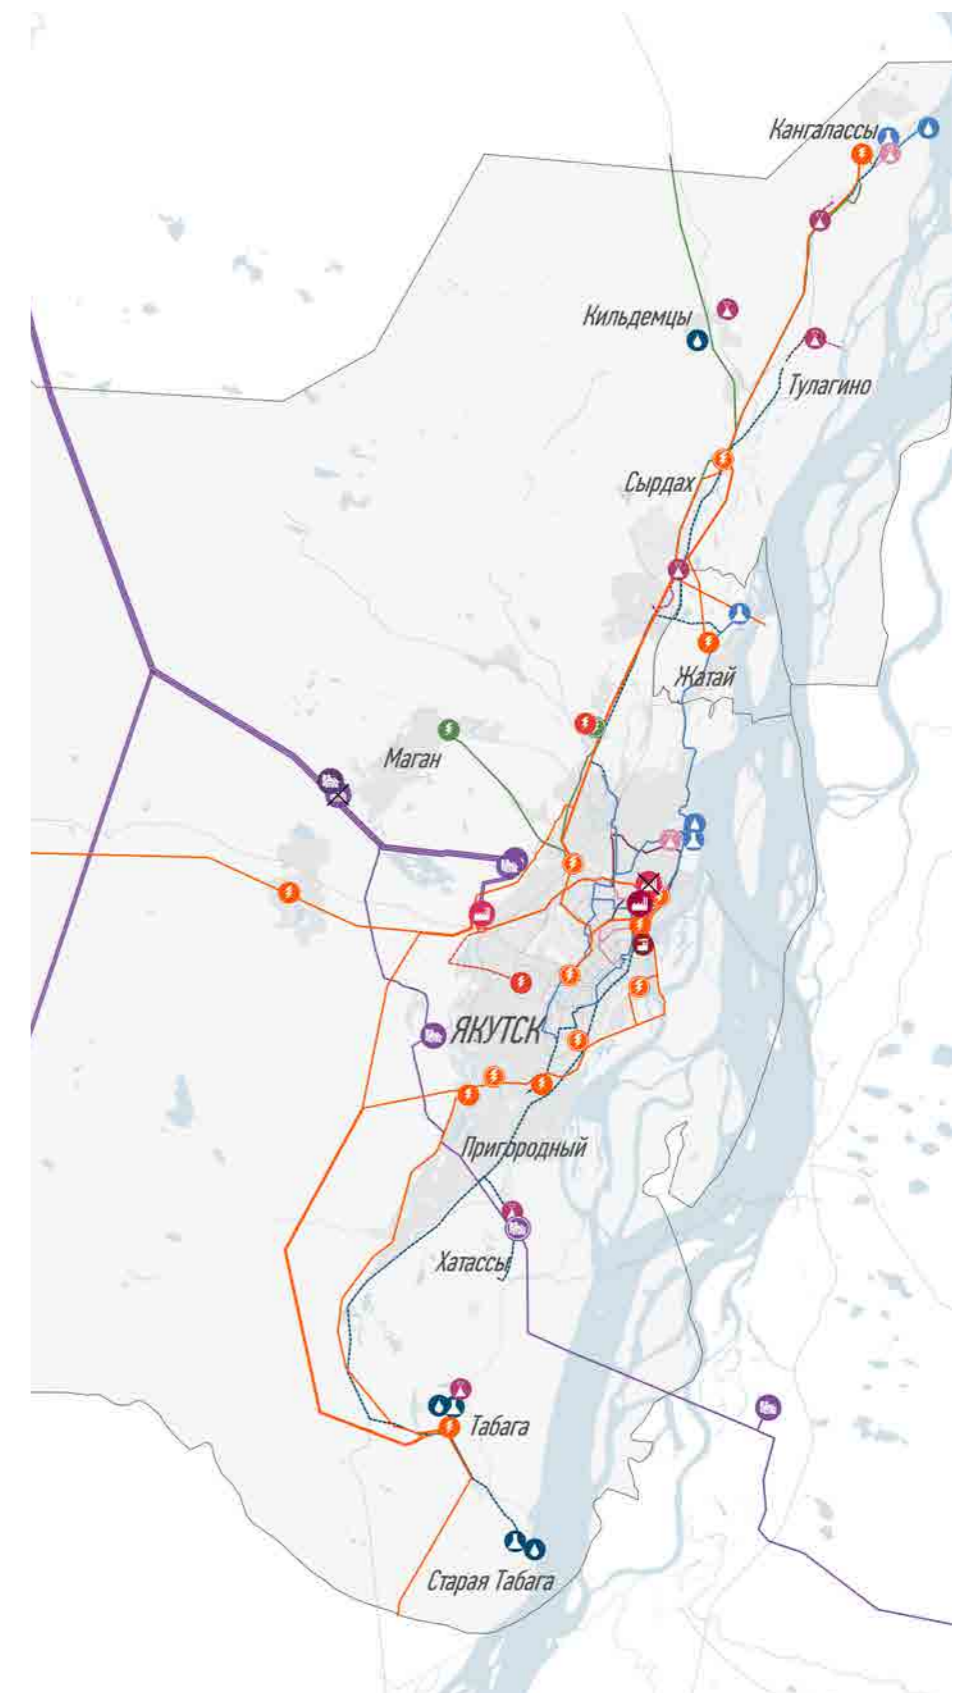 Кангалассы
Кильдемцы
Тулагино
Сырдах
Жатай
Маган
ЯКУТСК
Пригородный
Хатассы
Табага
Старая Табага